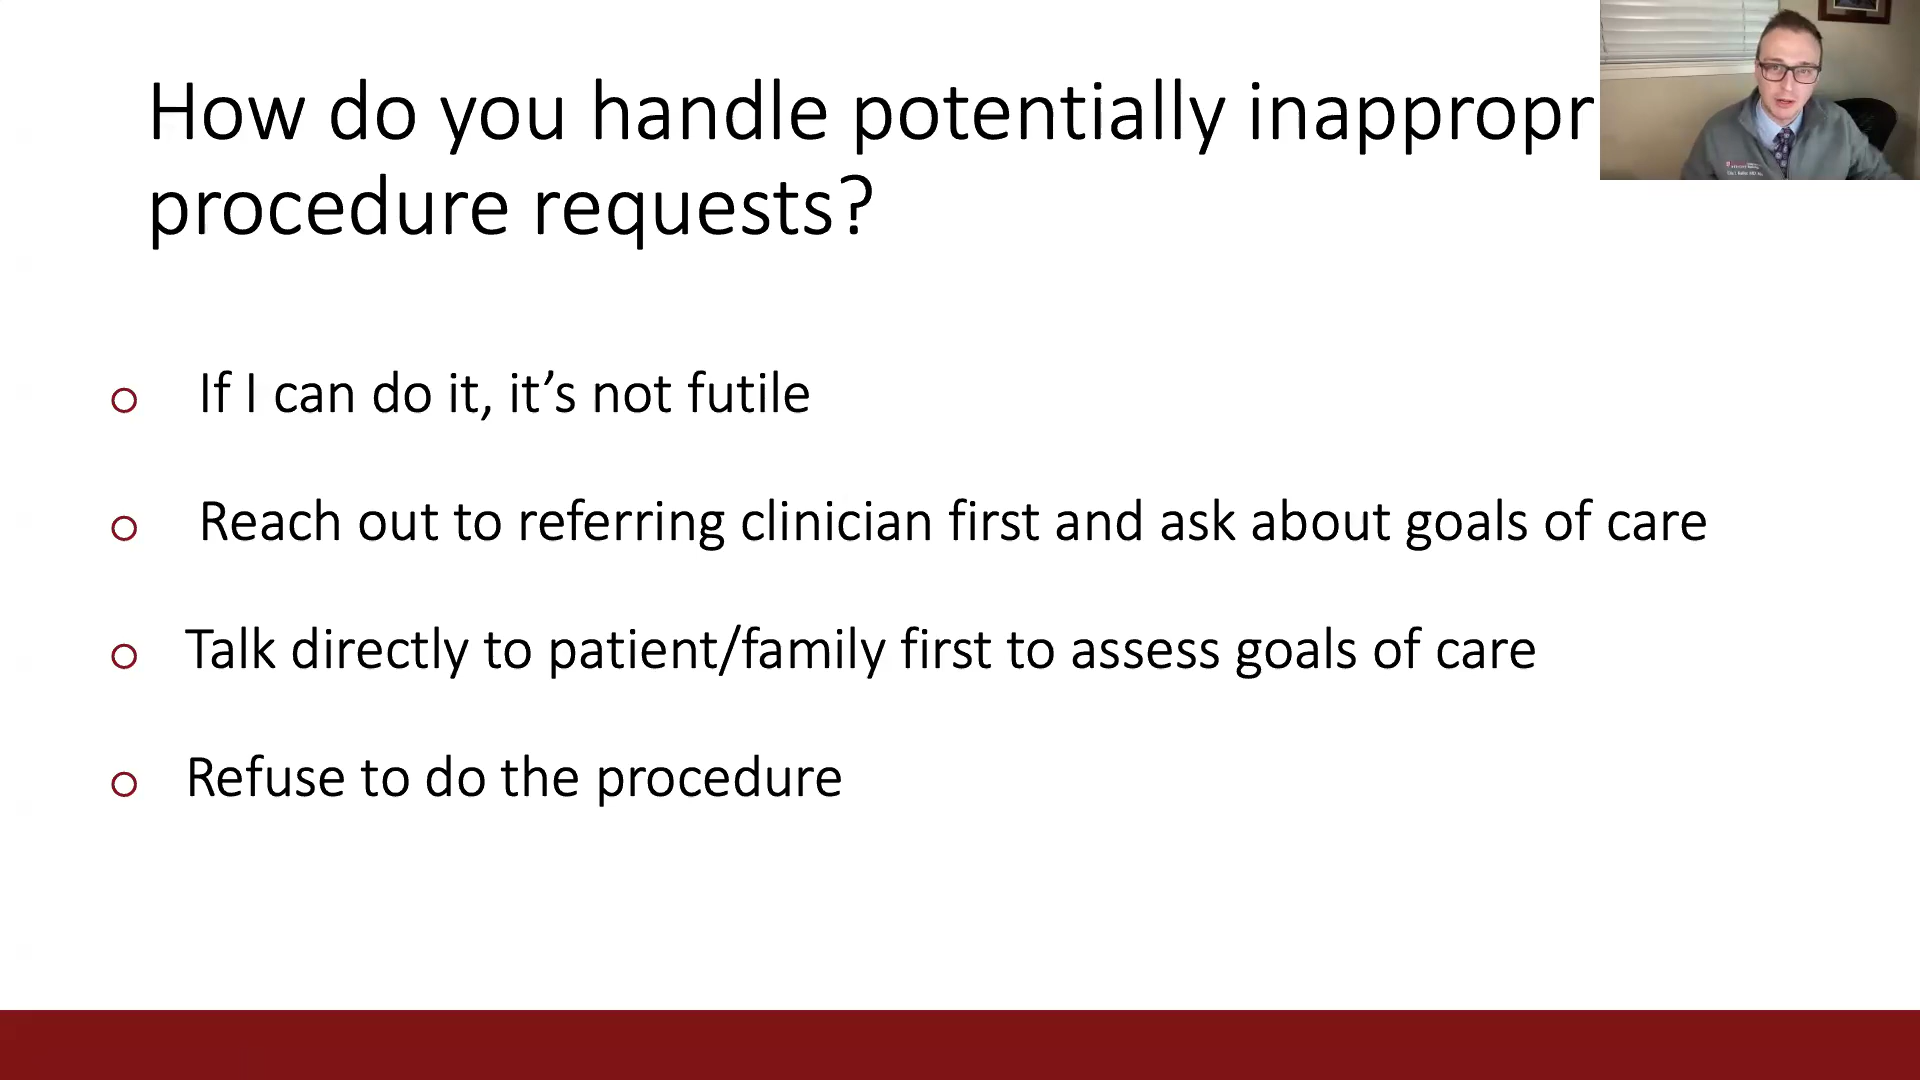 How do you handle potentially inappropr
procedure requests?
If I can do it, it’s not futile
Reach out to referring clinician first and ask about goals of care
Talk directly to patient/family first to assess goals of care
Refuse to do the procedure